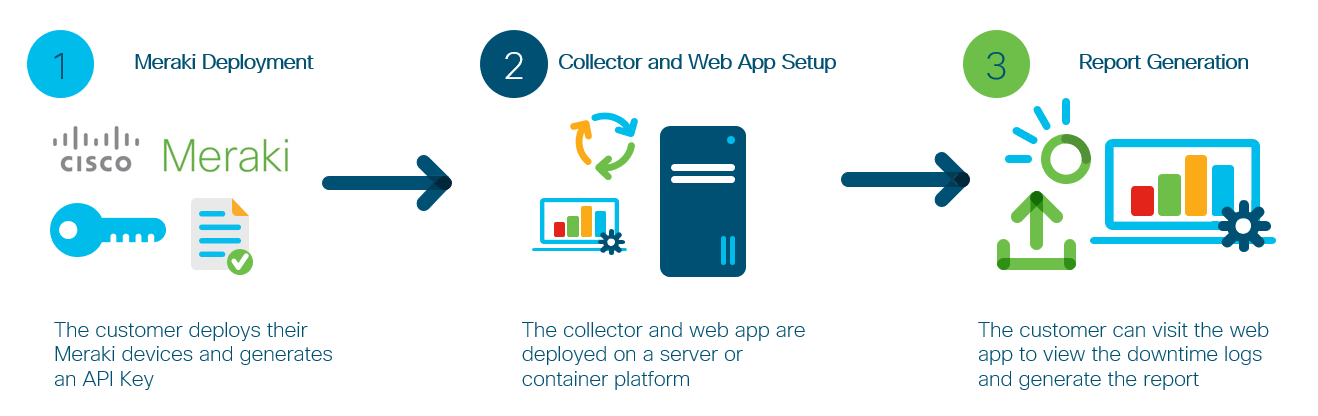 1
Meraki Deployment
cisco
Meraki
The customer deploys their
Meraki devices and generates
an API Key
2
Collector and Web App Setup
The collector and web app are
deployed on a server or
container platform
3
Report Generation
The customer can visit the web
app to view the downtime logs
and generate the report